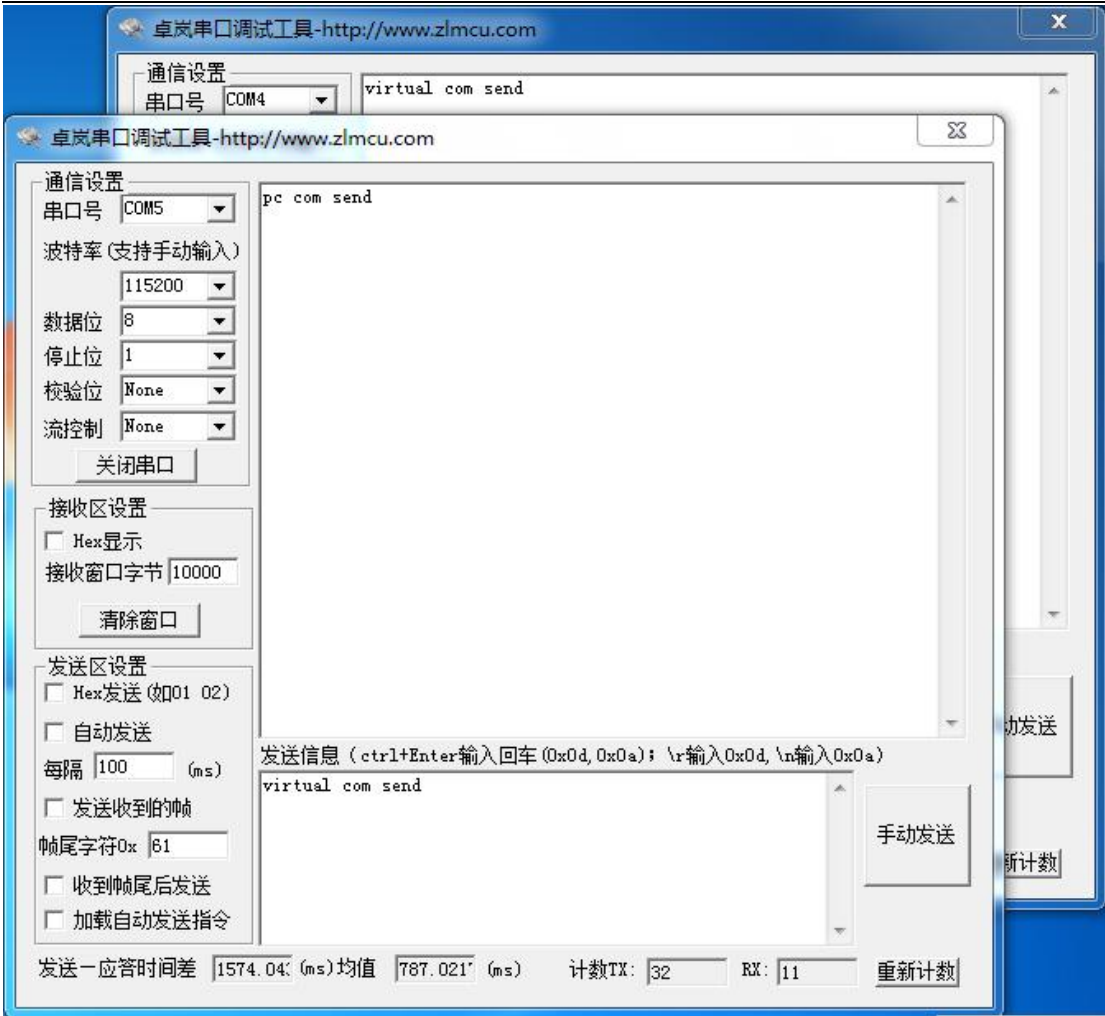 卓岚串口调试工具-http://www.zlmcu.com
通信设置
串口号 COM4
virtual com send
卓岚串口调试工具-http://www.zlmcu.com
通信设置
串口号 COM5
pc com send
波特率(支持手动输入)
115200
数据位 8
停止位 1
校验位 None
流控制 None
关闭串口
接收区设置
Hex显示
接收窗口字节 10000
清除窗口
发送区设置
Hex发送(如01 02)
自动发送
每隔 100 (ms)
发送收到的帧
帧尾字符0x 61
收到帧尾后发送
加载自动发送指令
发送信息(ctrl+Enter输入回车(0x0d,0x0a); \r输入0x0d,\n输入0x0a)
virtual com send
手动发送
动发送
新计数
发送一应答时间差 1574.04 (ms)均值 787.021 (ms) 计数TX: 32 RX: 11 重新计数